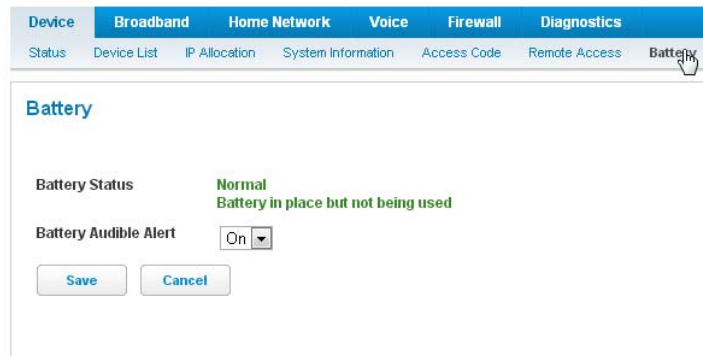 Device Broadband Home Network Voice Firewall Diagnostics
Status Device List IP Allocation System Information Access Code Remote Access Battery
Battery
Battery Status Normal
Battery in place but not being used
Battery Audible Alert On
Save Cancel